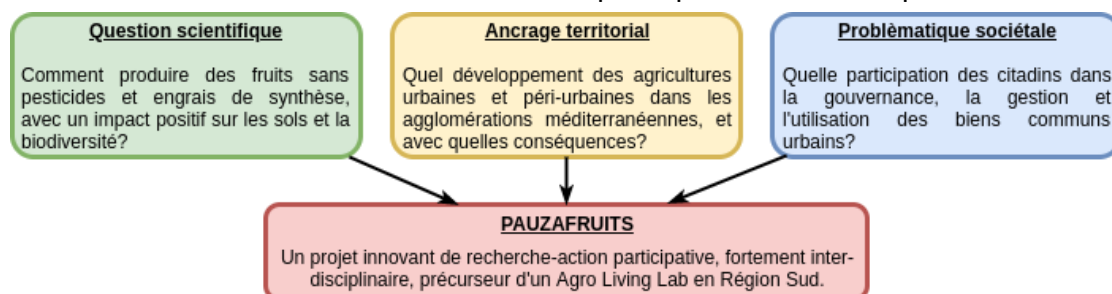 Question scientifique
Comment produire des fruits sans
pesticides et engrais de synthèse,
avec un impact positif sur les sols et la
biodiversité?
Ancrage territorial
Quel développement des agricultures
urbaines et péri-urbaines dans les
agglomérations méditerranéennes, et
avec quelles conséquences?
Problèmatique sociétale
Quelle participation des citadins dans
la gouvernance, la gestion et
l'utilisation des biens communs
urbains?
PAUZAFRUITS
Un projet innovant de recherche-action participative, fortement inter-
disciplinaire, précurseur d'un Agro Living Lab en Région Sud.